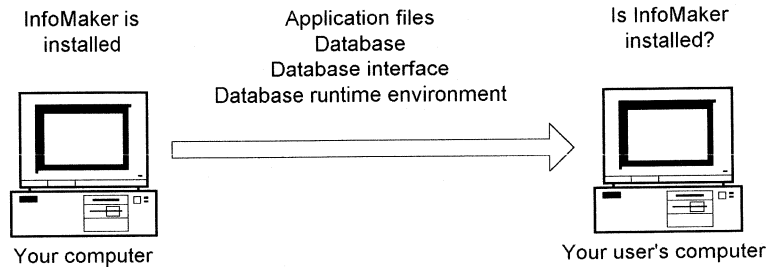 InfoMaker is
installed
Application files
Database
Database interface
Database runtime environment
Is InfoMaker
installed?
Your computer
Your user's computer